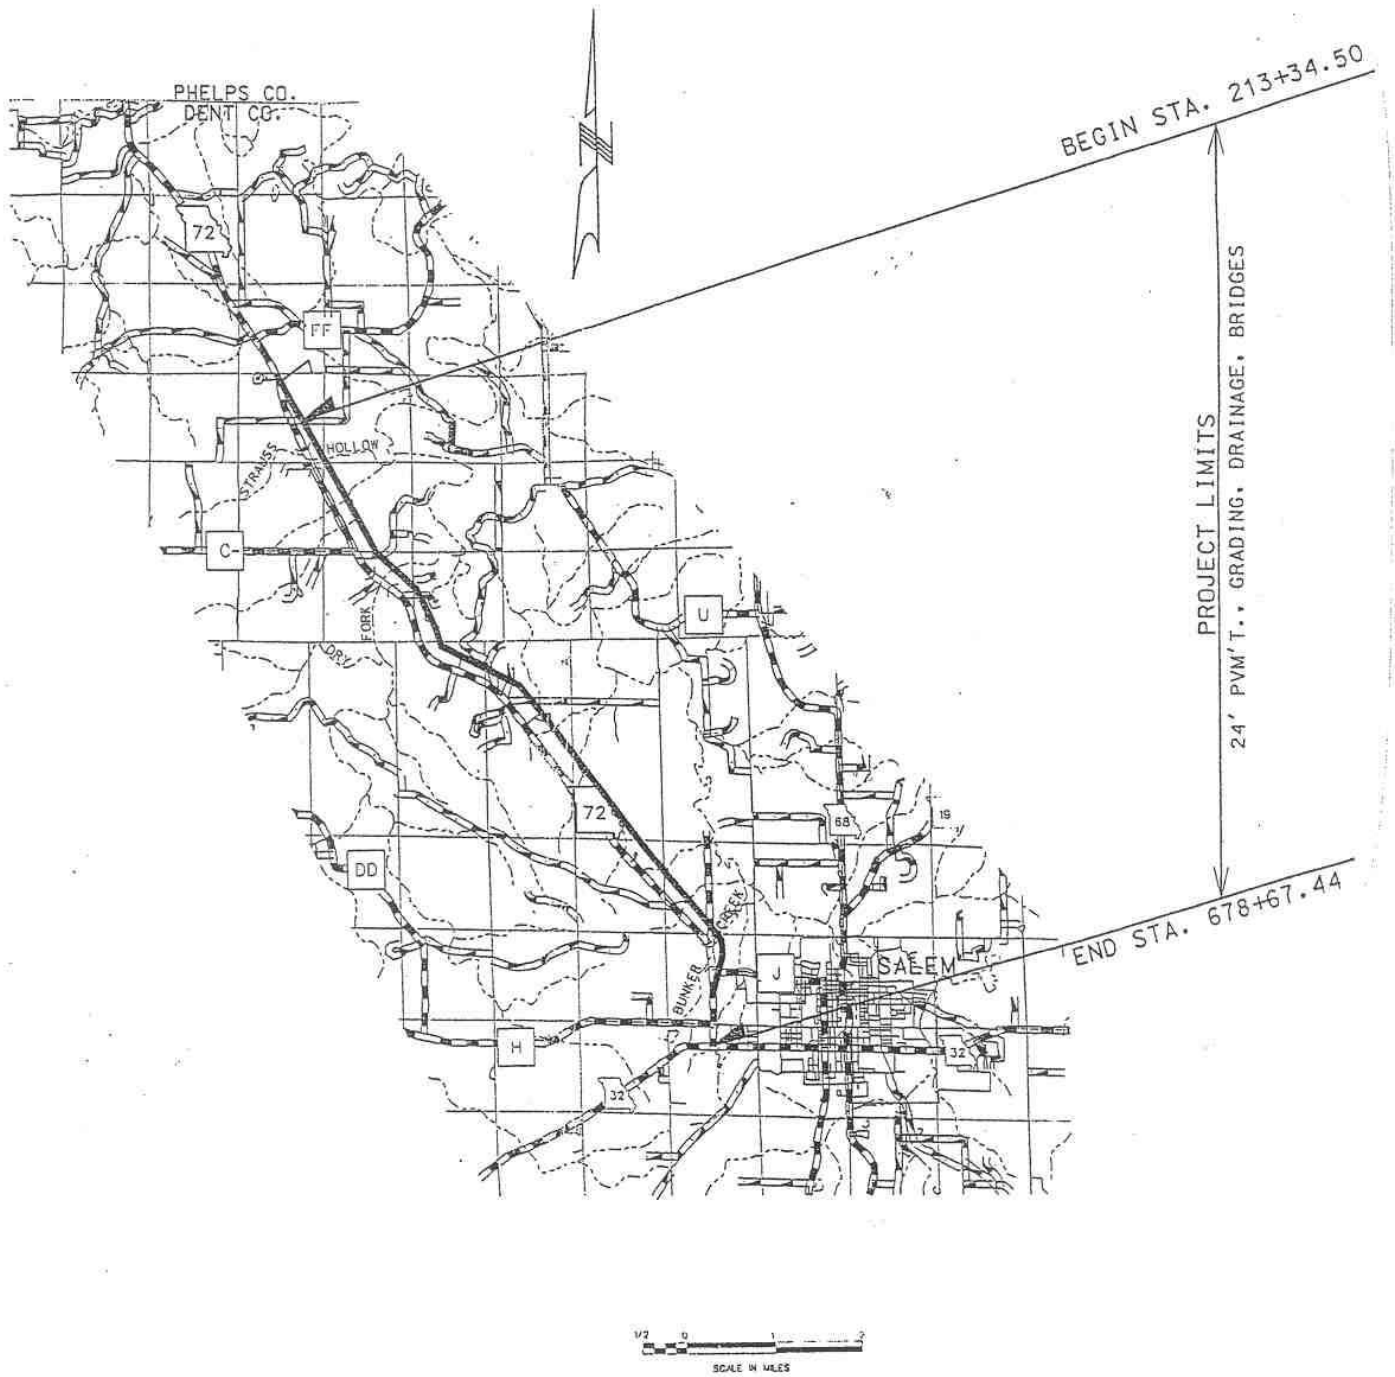 PHELPS CO.
DENT CO.
BEGIN STA. 213+34.50
72
FF
STRAUSS
HOLLOW
C
FORK
DRY
U
PROJECT LIMITS
24' PVM'T., GRADING, DRAINAGE, BRIDGES
72
68
19
DD
CREEK
END STA. 678+67.44
SALEM
J
BUNKER
H
32
32
1/2 0 1 2
SCALE IN MILES